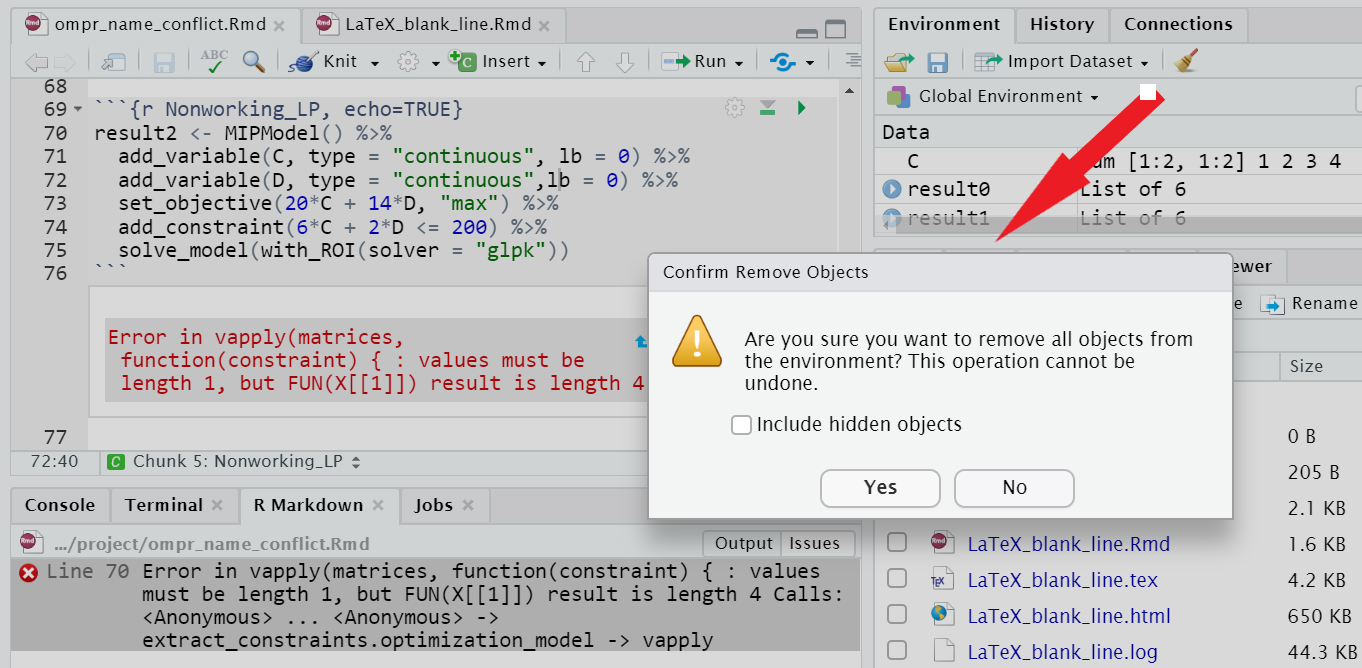 ompr_name_conflict.Rmd
LaTeX_blank_line.Rmd
ABC
Knit
Insert
Run
68
69 ```{r Nonworking_LP, echo=TRUE}
70 result2 <- MIPModel() %>%
71 add_variable(C, type = "continuous", lb = 0) %>%
72 add_variable(D, type = "continuous",lb = 0) %>%
73 set_objective(20*C + 14*D, "max") %>%
74 add_constraint(6*C + 2*D <= 200) %>%
75 solve_model(with_ROI(solver = "glpk"))
76 ```
Error in vapply(matrices,
function(constraint) { : values must be
length 1, but FUN(X[[1]]) result is length 4
77
72:40 C Chunk 5: Nonworking_LP
Console Terminal R Markdown Jobs
.../project/ompr_name_conflict.Rmd
Output Issues
Line 70 Error in vapply(matrices, function(constraint) { : values
must be length 1, but FUN(X[[1]]) result is length 4 Calls:
<Anonymous> ... <Anonymous> ->
extract_constraints.optimization_model -> vapply
Environment History Connections
Import Dataset
Global Environment
Data
C [1:2, 1:2] 1 2 3 4
result0 List of 6
result1 List of 6
Confirm Remove Objects
Are you sure you want to remove all objects from
the environment? This operation cannot be
undone.
Include hidden objects
Yes No
Rename
Size
0 B
205 B
2.1 KB
LaTeX_blank_line.Rmd 1.6 KB
LaTeX_blank_line.tex 4.2 KB
LaTeX_blank_line.html 650 KB
LaTeX_blank_line.log 44.3 KB